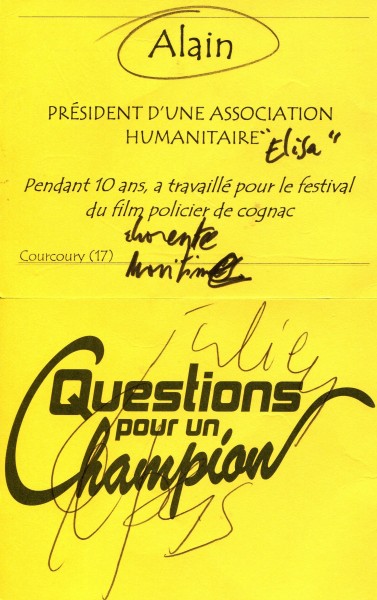 Alain
PRÉSIDENT D'UNE ASSOCIATION
HUMANITAIRE "Elisa"
Pendant 10 ans, a travaillé pour le festival
du film policier de cognac
charente
Courcoury (17) maritime
Julien
Questions
pour un
Champion